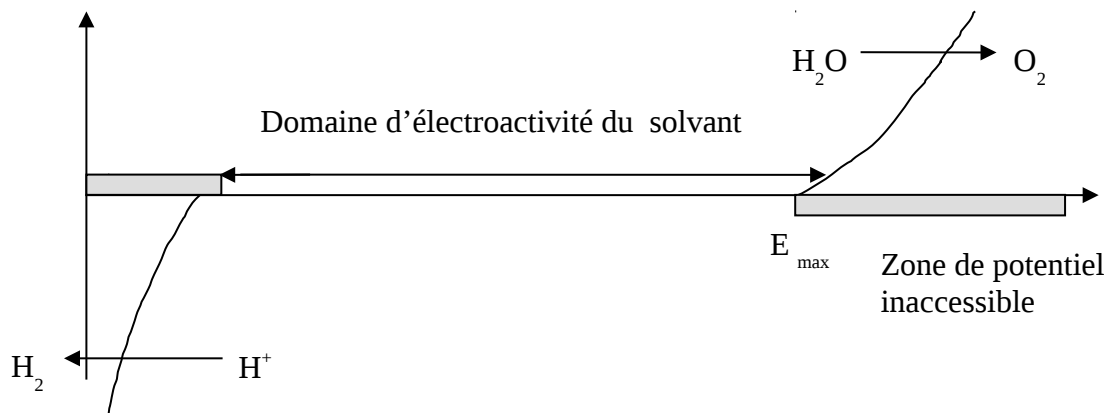 H₂O → O₂
Domaine d’électroactivité du solvant
E max
Zone de potentiel
inaccessible
H₂ ← H⁺